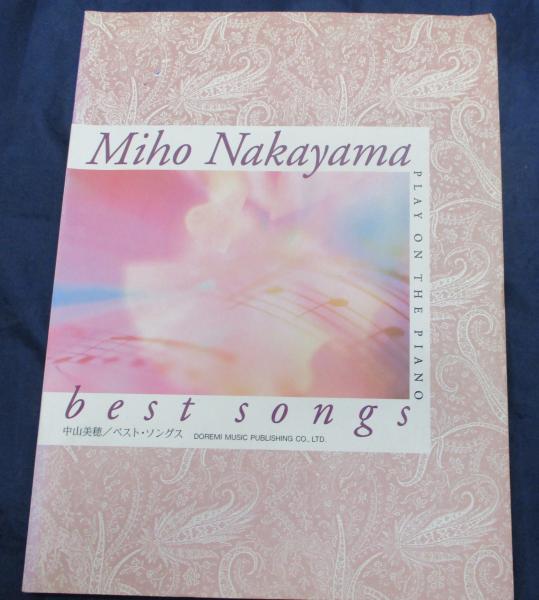 Miho Nakayama
PLAY ON THE PIANO
best songs
中山美穂／ベスト・ソングス
DOREMI MUSIC PUBLISHING CO., LTD.